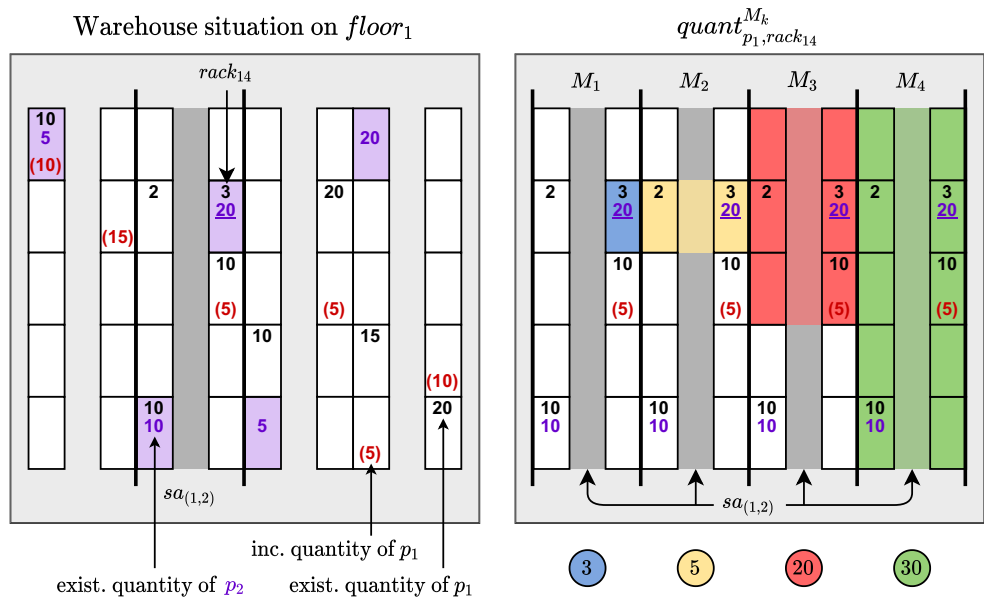 Warehouse situation on floor₁
rack₁₄
10
5
(10)
20
2
3
20
20
(15)
10
(5)
(5)
10
15
(10)
10
10
5
20
(5)
sa₍₁,₂₎
inc. quantity of p₁
exist. quantity of p₂
exist. quantity of p₁
quant^{M_k}_{p₁,rack₁₄}
M₁ M₂ M₃ M₄
2 3 2 3 2 3 2 3
20 20 20 20
10 10 10 10
(5) (5) (5) (5)
10 10 10 10
10 10 10 10
sa₍₁,₂₎
3 5 20 30